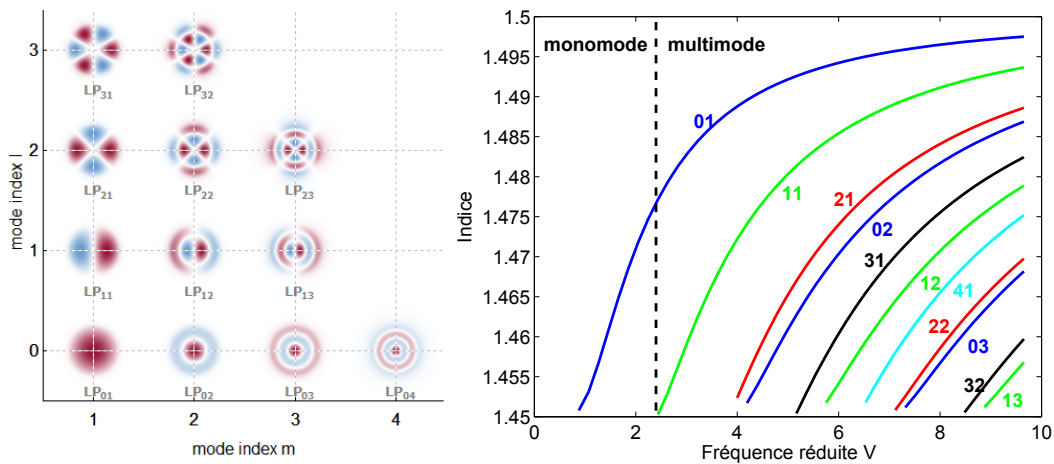 3
LP31
LP32
2
LP21
LP22
LP23
1
LP11
LP12
LP13
0
LP01
LP02
LP03
LP04
1 2 3 4
mode index m
mode index l
1.5
1.495
1.49
1.485
1.48
1.475
1.47
1.465
1.46
1.455
1.45
Indice
monomode multimode
01
11
21
02
31
12
41
22
03
32
13
0 2 4 6 8 10
Fréquence réduite V